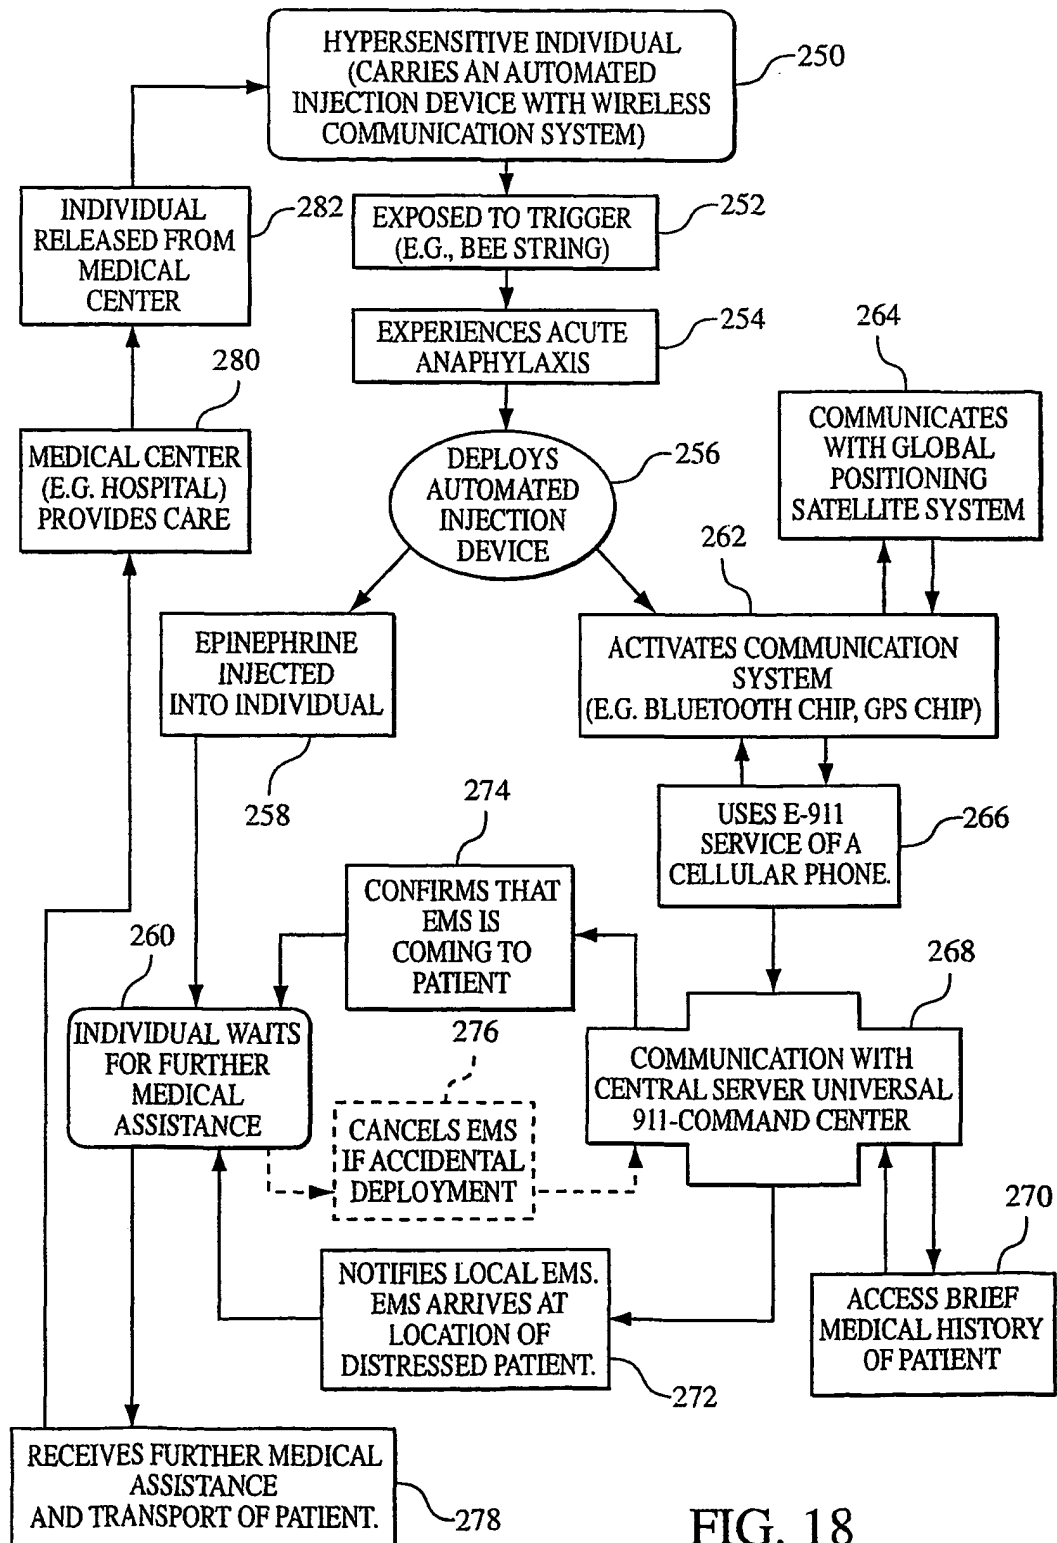 HYPERSENSITIVE INDIVIDUAL
(CARRIES AN AUTOMATED
INJECTION DEVICE WITH WIRELESS
COMMUNICATION SYSTEM)
250
EXPOSED TO TRIGGER
(E.G., BEE STRING)
252
EXPERIENCES ACUTE
ANAPHYLAXIS
254
DEPLOYS
AUTOMATED
INJECTION
DEVICE
256
EPINEPHRINE
INJECTED
INTO INDIVIDUAL
258
ACTIVATES COMMUNICATION
SYSTEM
(E.G. BLUETOOTH CHIP, GPS CHIP)
262
COMMUNICATES
WITH GLOBAL
POSITIONING
SATELLITE SYSTEM
264
USES E-911
SERVICE OF A
CELLULAR PHONE.
266
COMMUNICATION WITH
CENTRAL SERVER UNIVERSAL
911-COMMAND CENTER
268
ACCESS BRIEF
MEDICAL HISTORY
OF PATIENT
270
CONFIRMS THAT
EMS IS
COMING TO
PATIENT
274
INDIVIDUAL WAITS
FOR FURTHER
MEDICAL
ASSISTANCE
260
CANCELS EMS
IF ACCIDENTAL
DEPLOYMENT
276
NOTIFIES LOCAL EMS.
EMS ARRIVES AT
LOCATION OF
DISTRESSED PATIENT.
272
RECEIVES FURTHER MEDICAL
ASSISTANCE
AND TRANSPORT OF PATIENT.
278
MEDICAL CENTER
(E.G. HOSPITAL)
PROVIDES CARE
280
INDIVIDUAL
RELEASED FROM
MEDICAL
CENTER
282
FIG. 18